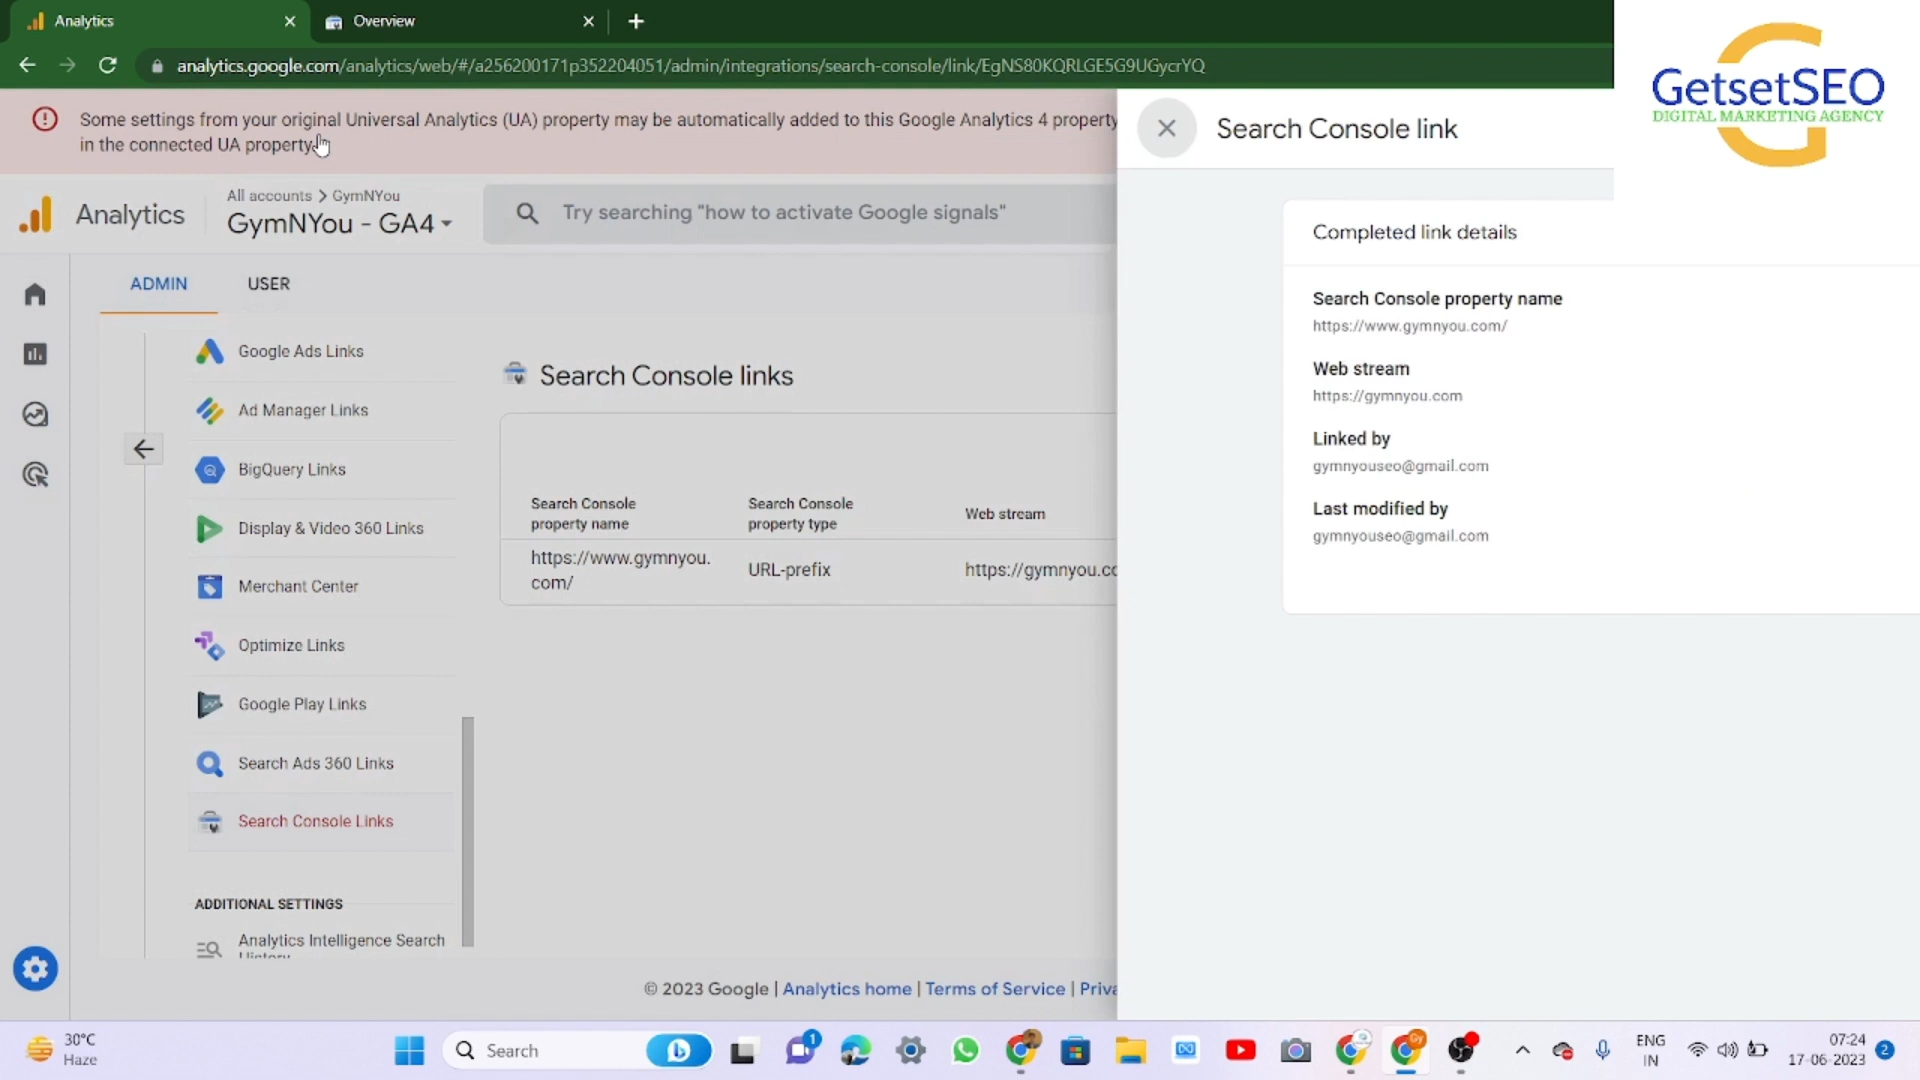 Analytics
Overview
analytics.google.com/analytics/web/#/a256200171p352204051/admin/integrations/search-console/link/EgNS80KQRLGE5G9UGycrYQ
GetsetSEO
DIGITAL MARKETING AGENCY
Some settings from your original Universal Analytics (UA) property may be automatically added to this Google Analytics 4 property
in the connected UA property.
Search Console link
Analytics
All accounts > GymNYou
GymNYou - GA4
Try searching "how to activate Google signals"
Completed link details
ADMIN
USER
Search Console property name
https://www.gymnyou.com/
Web stream
https://gymnyou.com
Linked by
gymnyouseo@gmail.com
Last modified by
gymnyouseo@gmail.com
Google Ads Links
Ad Manager Links
BigQuery Links
Display & Video 360 Links
Merchant Center
Optimize Links
Google Play Links
Search Ads 360 Links
Search Console Links
ADDITIONAL SETTINGS
Analytics Intelligence Search
Search Console links
Search Console
property name
Search Console
property type
Web stream
https://www.gymnyou.
com/
URL-prefix
https://gymnyou.co
© 2023 Google | Analytics home | Terms of Service | Priva
30°C
Haze
Search
1
Gy
ENG
IN
07:24
17-06-2023
2